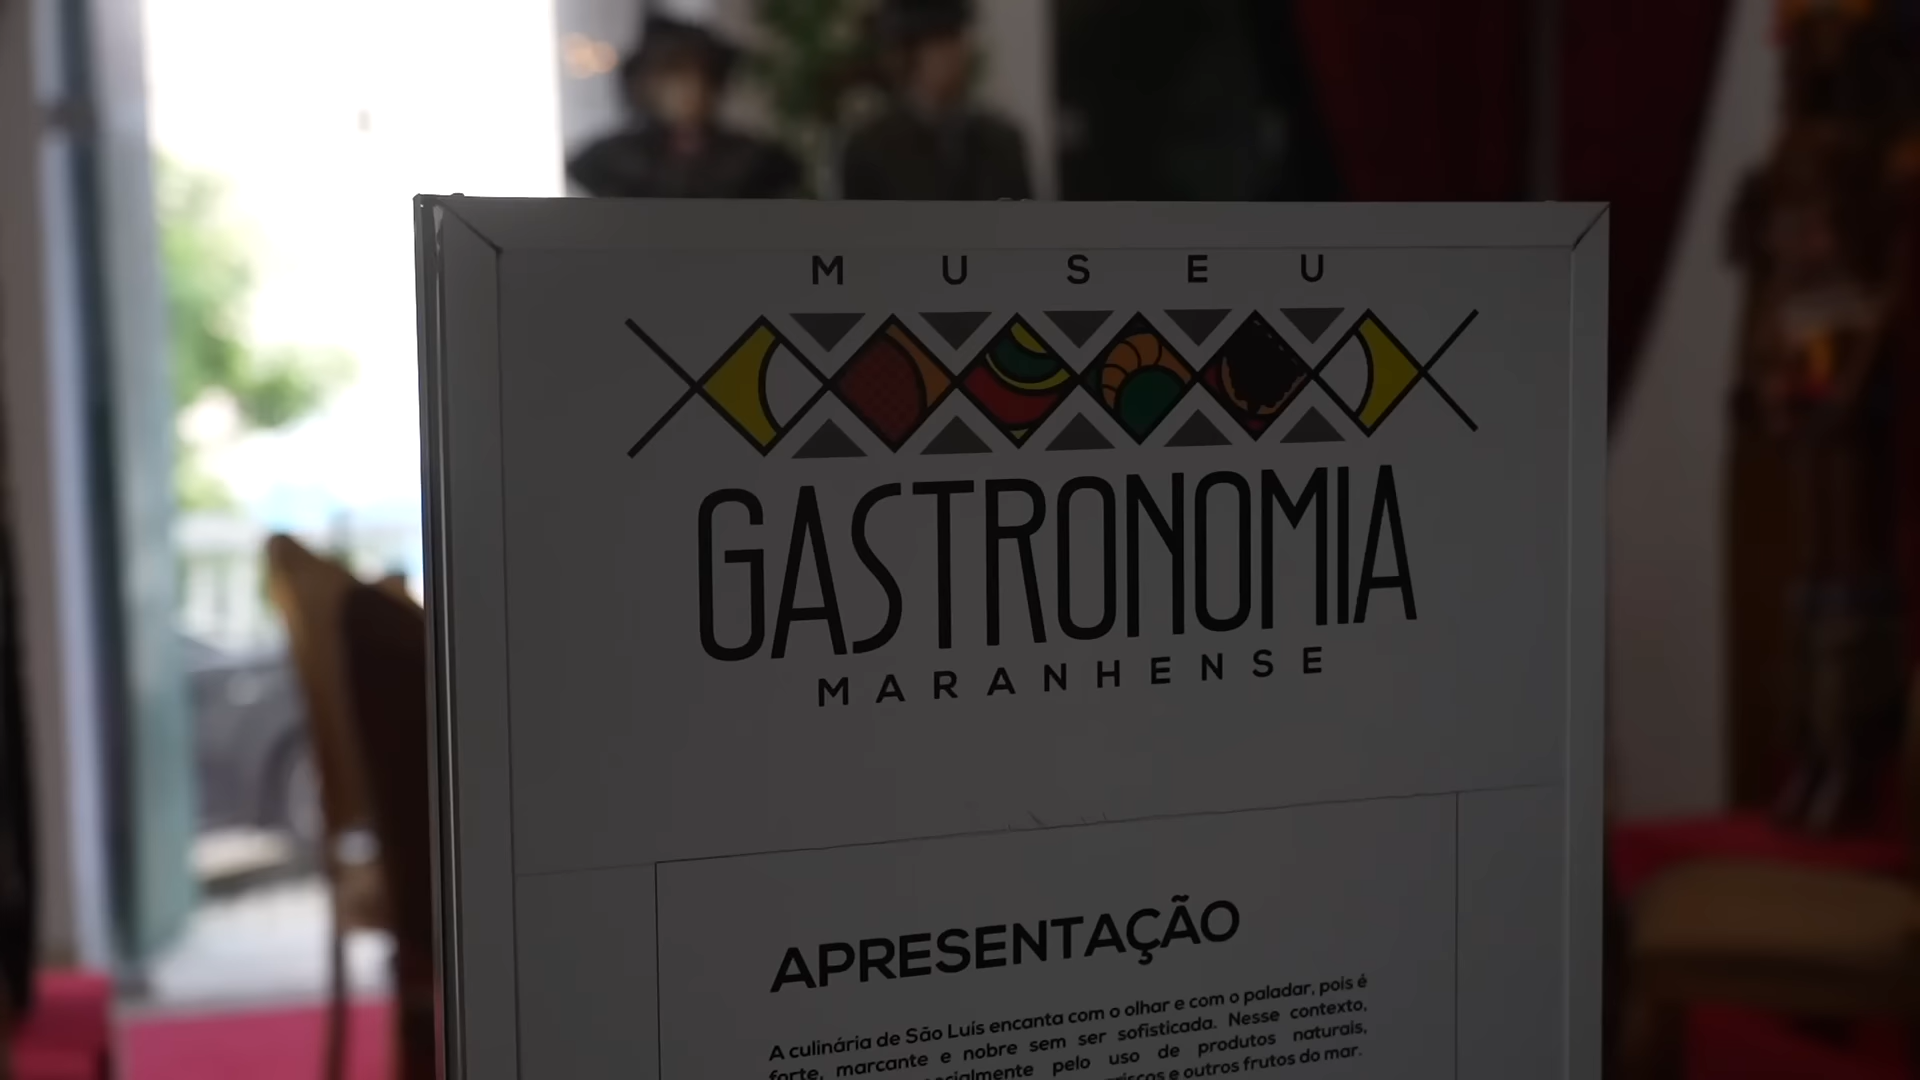 MUSEU
GASTRONOMIA
MARANHENSE
APRESENTAÇÃO
A culinária de São Luís encanta com o olhar e com o paladar, pois é
forte, marcante e nobre sem ser sofisticada. Nesse contexto,
pelo uso de produtos naturais,
e outros frutos do mar.